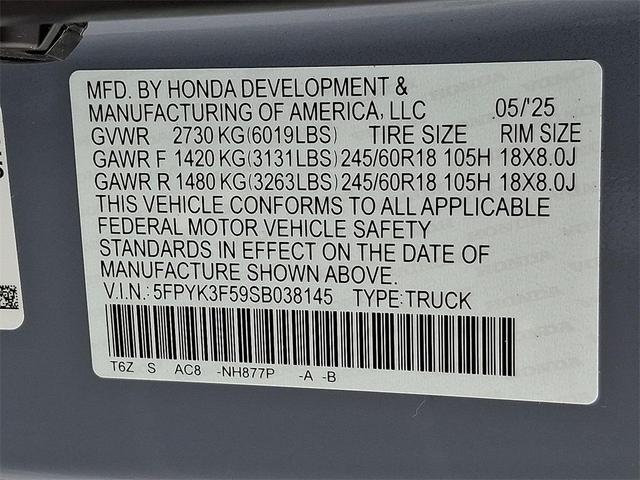 MFD. BY HONDA DEVELOPMENT &
MANUFACTURING OF AMERICA, LLC 05/'25
GVWR 2730 KG(6019LBS) TIRE SIZE RIM SIZE
GAWR F 1420 KG(3131LBS) 245/60R18 105H 18X8.0J
GAWR R 1480 KG(3263LBS) 245/60R18 105H 18X8.0J
THIS VEHICLE CONFORMS TO ALL APPLICABLE
FEDERAL MOTOR VEHICLE SAFETY
STANDARDS IN EFFECT ON THE DATE OF
MANUFACTURE SHOWN ABOVE.
V.I.N.: 5FPYK3F59SB038145 TYPE:TRUCK
T6Z S AC8 -NH877P -A -B